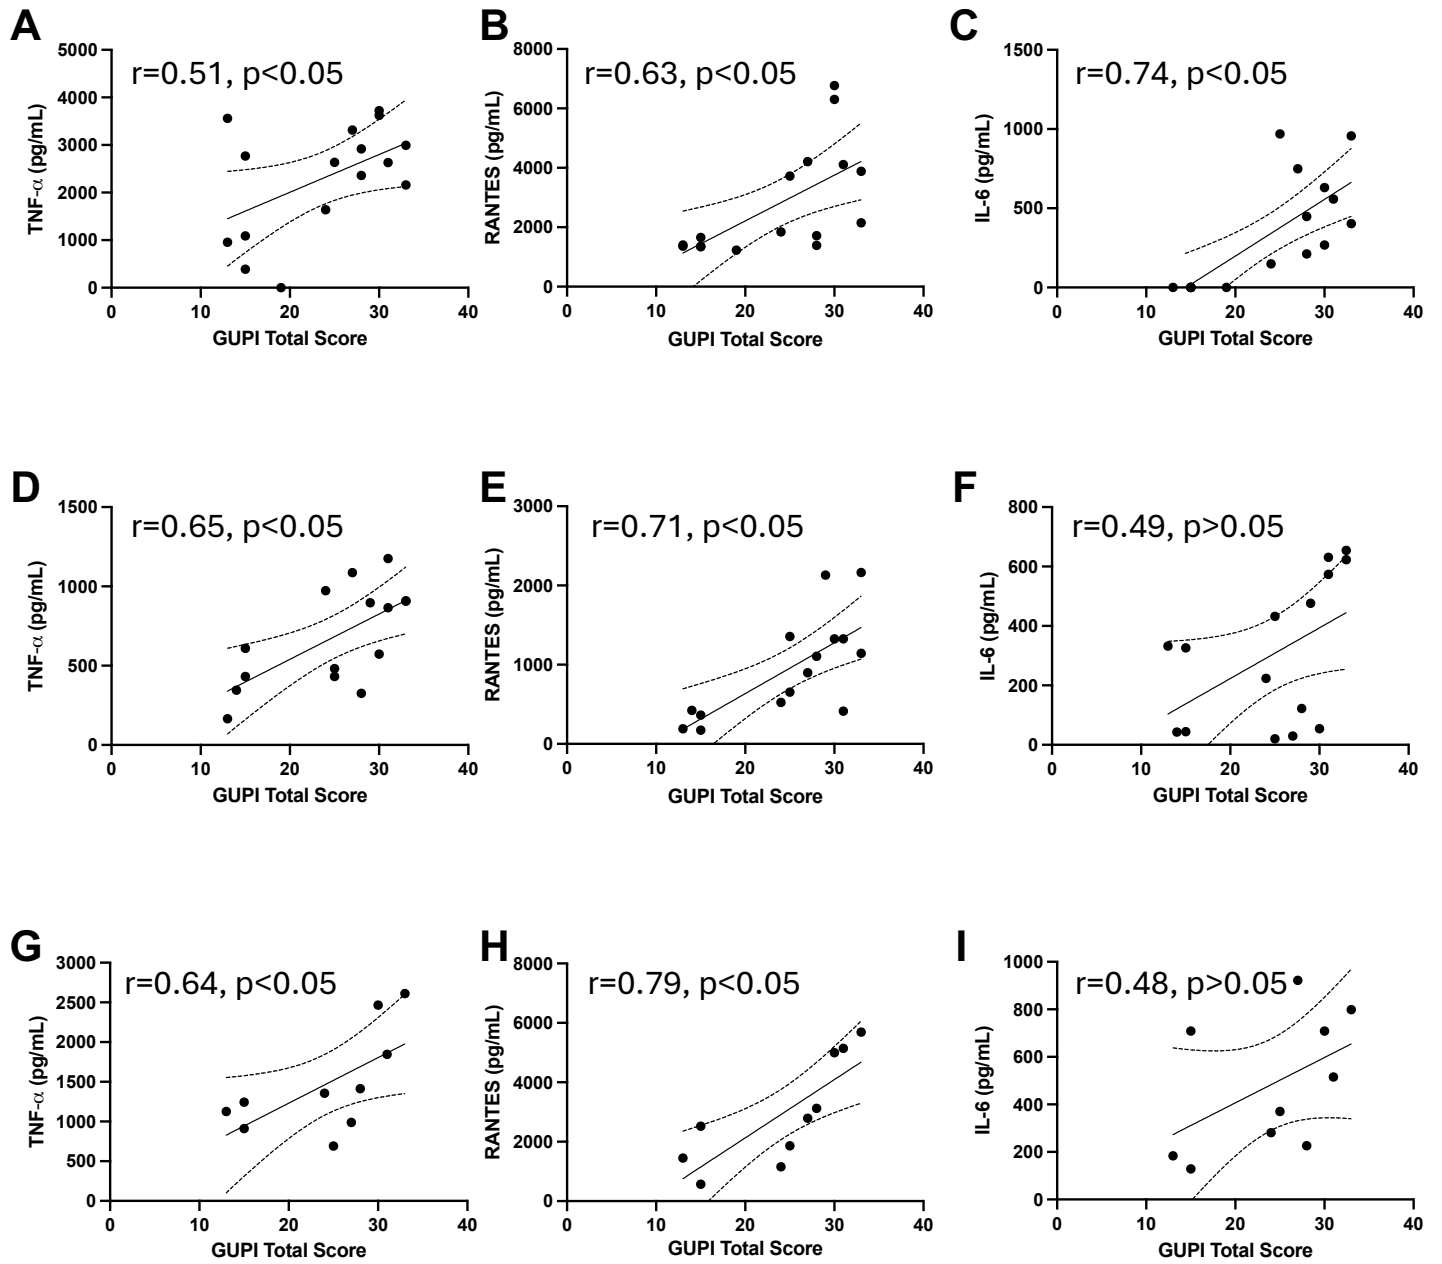 A
B
C
r=0.51, p<0.05
r=0.63, p<0.05
r=0.74, p<0.05
TNF-α (pg/mL)
5000
4000
3000
2000
1000
0
0 10 20 30 40
GUPI Total Score
RANTES (pg/mL)
8000
6000
4000
2000
0
0 10 20 30 40
GUPI Total Score
IL-6 (pg/mL)
1500
1000
500
0
0 10 20 30 40
GUPI Total Score
D
E
F
r=0.65, p<0.05
r=0.71, p<0.05
r=0.49, p>0.05
TNF-α (pg/mL)
1500
1000
500
0
0 10 20 30 40
GUPI Total Score
RANTES (pg/mL)
3000
2000
1000
0
0 10 20 30 40
GUPI Total Score
IL-6 (pg/mL)
800
600
400
200
0
0 10 20 30 40
GUPI Total Score
G
H
I
r=0.64, p<0.05
r=0.79, p<0.05
r=0.48, p>0.05
TNF-α (pg/mL)
3000
2500
2000
1500
1000
500
0
0 10 20 30 40
GUPI Total Score
RANTES (pg/mL)
8000
6000
4000
2000
0
0 10 20 30 40
GUPI Total Score
IL-6 (pg/mL)
1000
800
600
400
200
0
0 10 20 30 40
GUPI Total Score